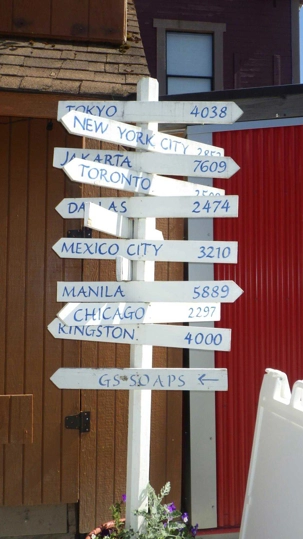 TOKYO 4038
NEW YORK CITY
JAKARTA 7609
TORONTO
DALLAS 2474
MEXICO CITY 3210
MANILA 5889
CHICAGO 2297
KINGSTON. 4000
GS SOAPS ←